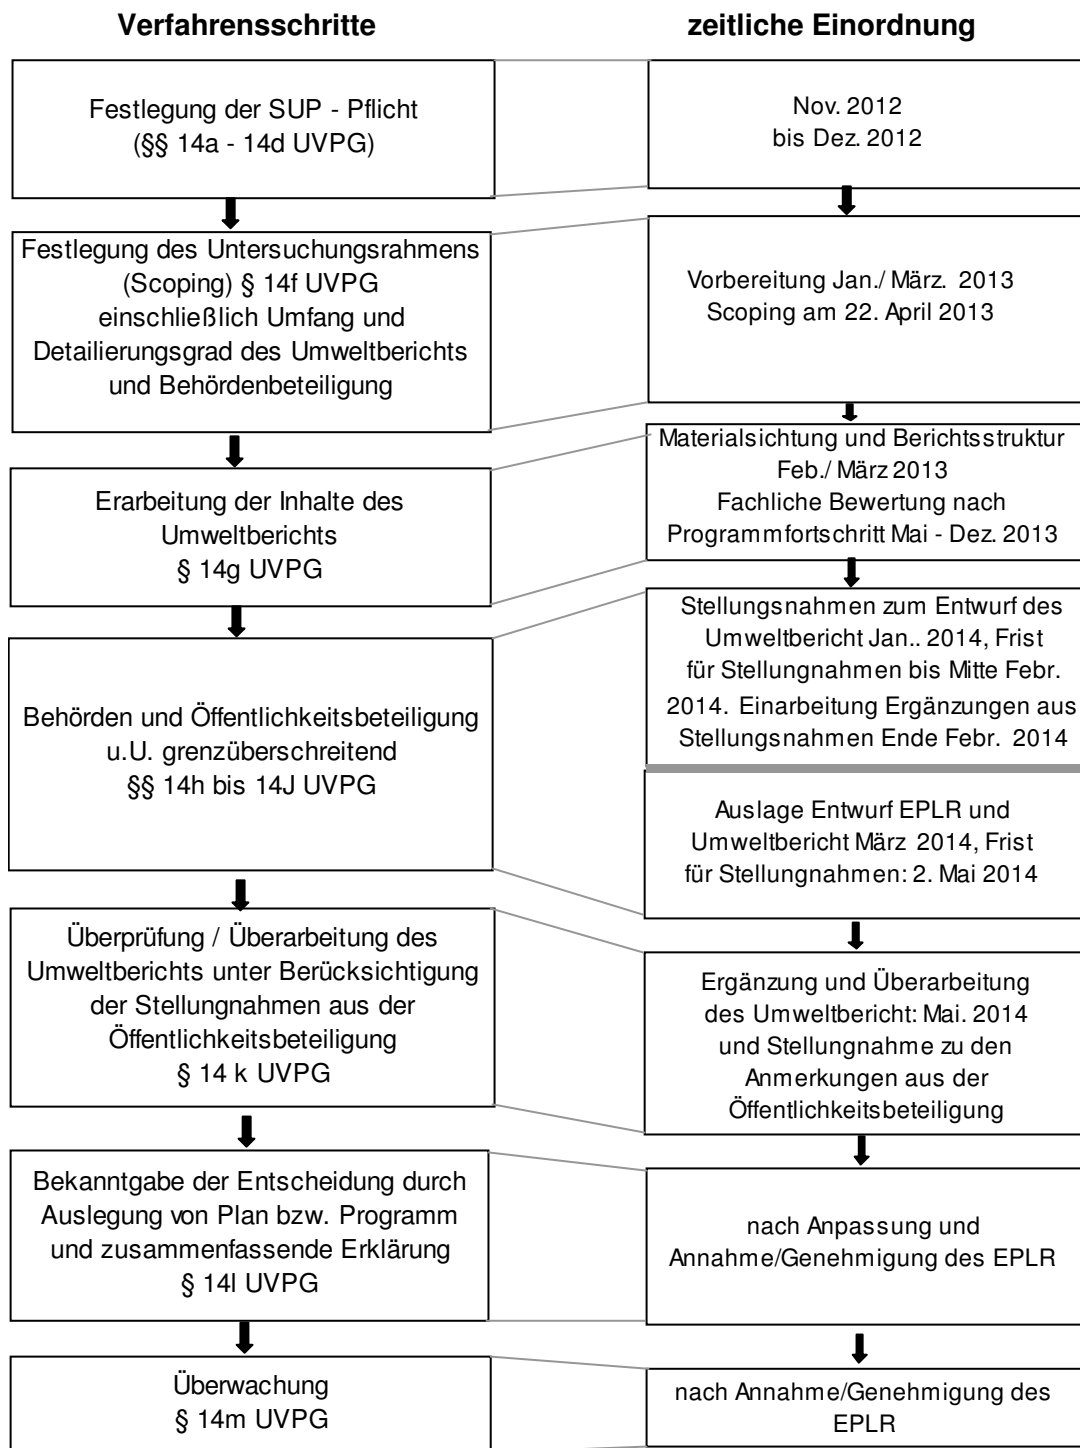 Verfahrensschritte
zeitliche Einordnung
Festlegung der SUP - Pflicht
(§§ 14a - 14d UVPG)
Nov. 2012
bis Dez. 2012
Festlegung des Untersuchungsrahmens
(Scoping) § 14f UVPG
einschließlich Umfang und
Detailierungsgrad des Umweltberichts
und Behördenbeteiligung
Vorbereitung Jan./ März. 2013
Scoping am 22. April 2013
Erarbeitung der Inhalte des
Umweltberichts
§ 14g UVPG
Materialsichtung und Berichtsstruktur
Feb./ März 2013
Fachliche Bewertung nach
Programmfortschritt Mai - Dez. 2013
Behörden und Öffentlichkeitsbeteiligung
u.U. grenzüberschreitend
§§ 14h bis 14J UVPG
Stellungsnahmen zum Entwurf des
Umweltbericht Jan.. 2014, Frist
für Stellungnahmen bis Mitte Febr.
2014. Einarbeitung Ergänzungen aus
Stellungsnahmen Ende Febr. 2014
Auslage Entwurf EPLR und
Umweltbericht März 2014, Frist
für Stellungnahmen: 2. Mai 2014
Überprüfung / Überarbeitung des
Umweltberichts unter Berücksichtigung
der Stellungnahmen aus der
Öffentlichkeitsbeteiligung
§ 14 k UVPG
Ergänzung und Überarbeitung
des Umweltbericht: Mai. 2014
und Stellungnahme zu den
Anmerkungen aus der
Öffentlichkeitsbeteiligung
Bekanntgabe der Entscheidung durch
Auslegung von Plan bzw. Programm
und zusammenfassende Erklärung
§ 14l UVPG
nach Anpassung und
Annahme/Genehmigung des EPLR
Überwachung
§ 14m UVPG
nach Annahme/Genehmigung des
EPLR